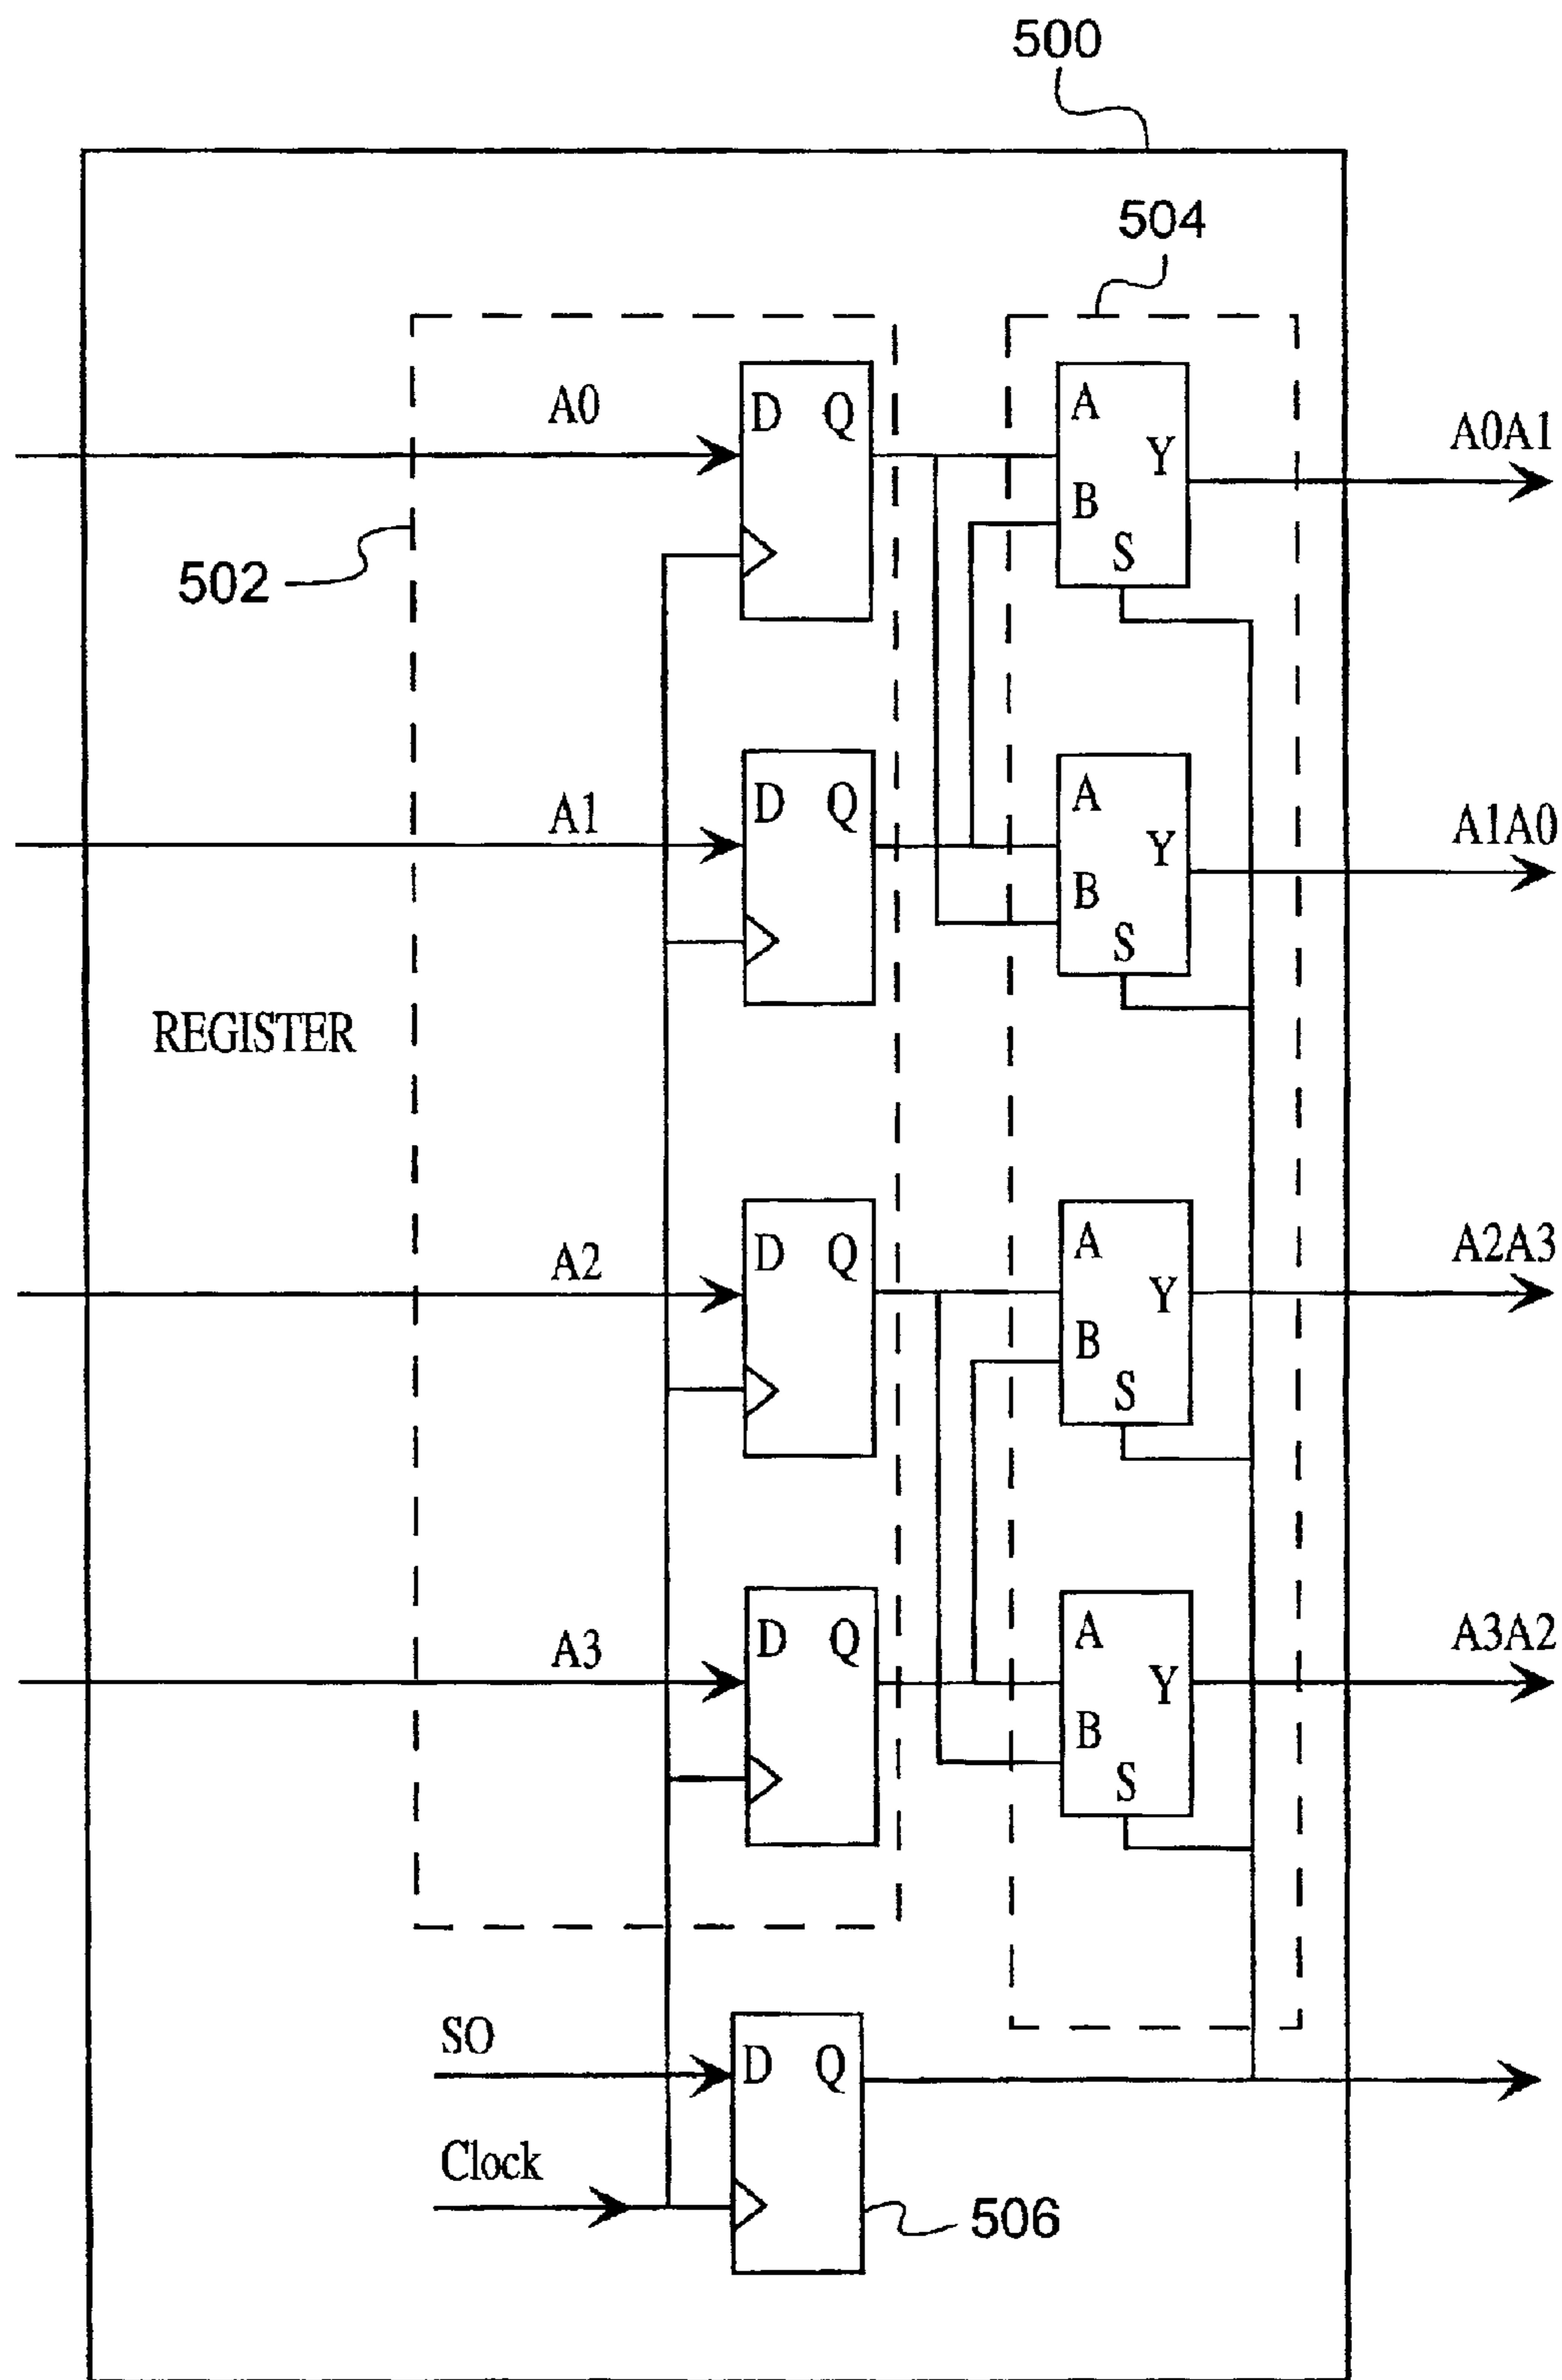 500
504
A0
D Q
A
B
S
Y
A0A1
502
A1
D Q
A
B
S
Y
A1A0
REGISTER
A2
D Q
A
B
S
Y
A2A3
A3
D Q
A
B
S
Y
A3A2
SO
D Q
Clock
506